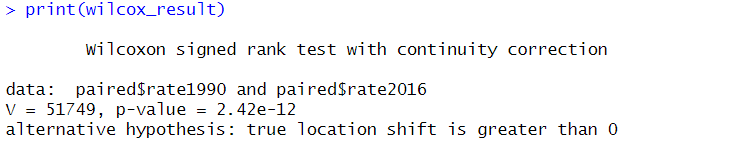 > print(wilcox_result)
Wilcoxon signed rank test with continuity correction
data:  paired$rate1990 and paired$rate2016
V = 51749, p-value = 2.42e-12
alternative hypothesis: true location shift is greater than 0